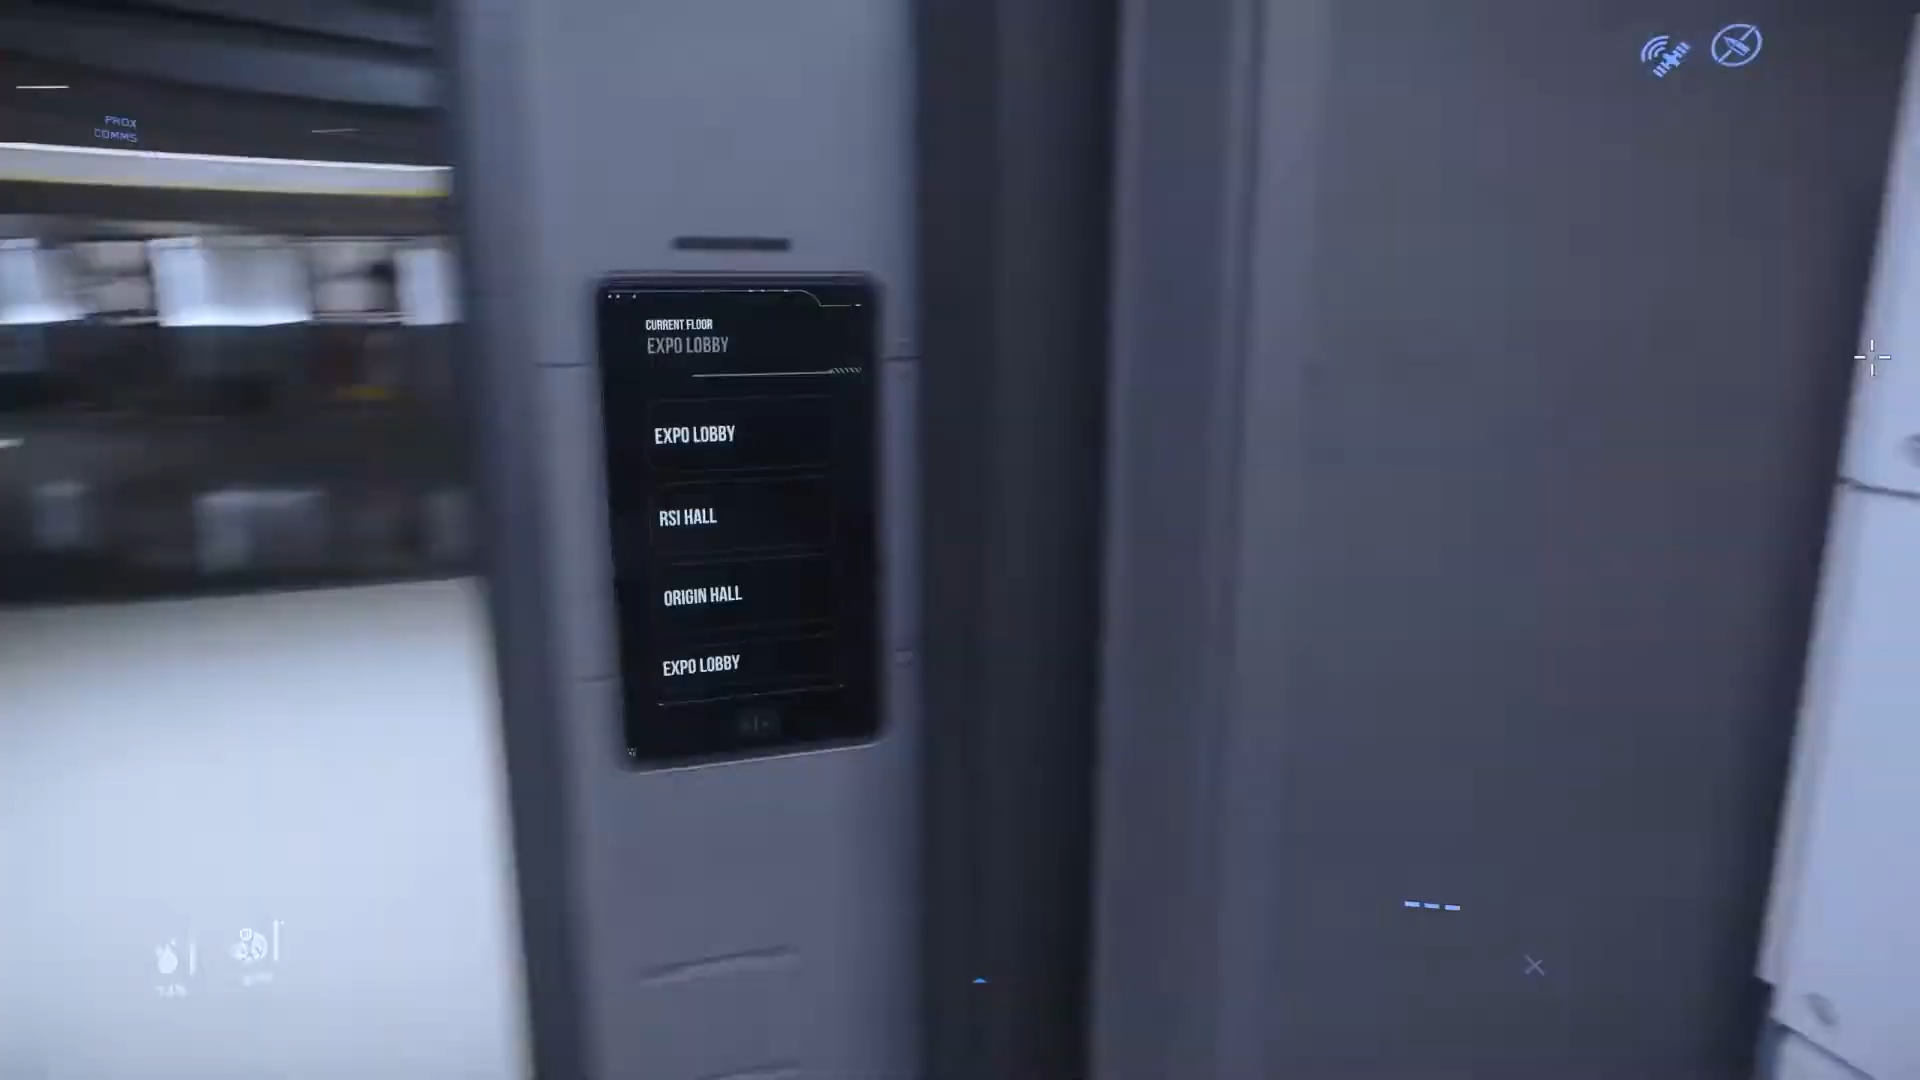 PROX
COMMS
CURRENT FLOOR
EXPO LOBBY
EXPO LOBBY
RSI HALL
ORIGIN HALL
EXPO LOBBY